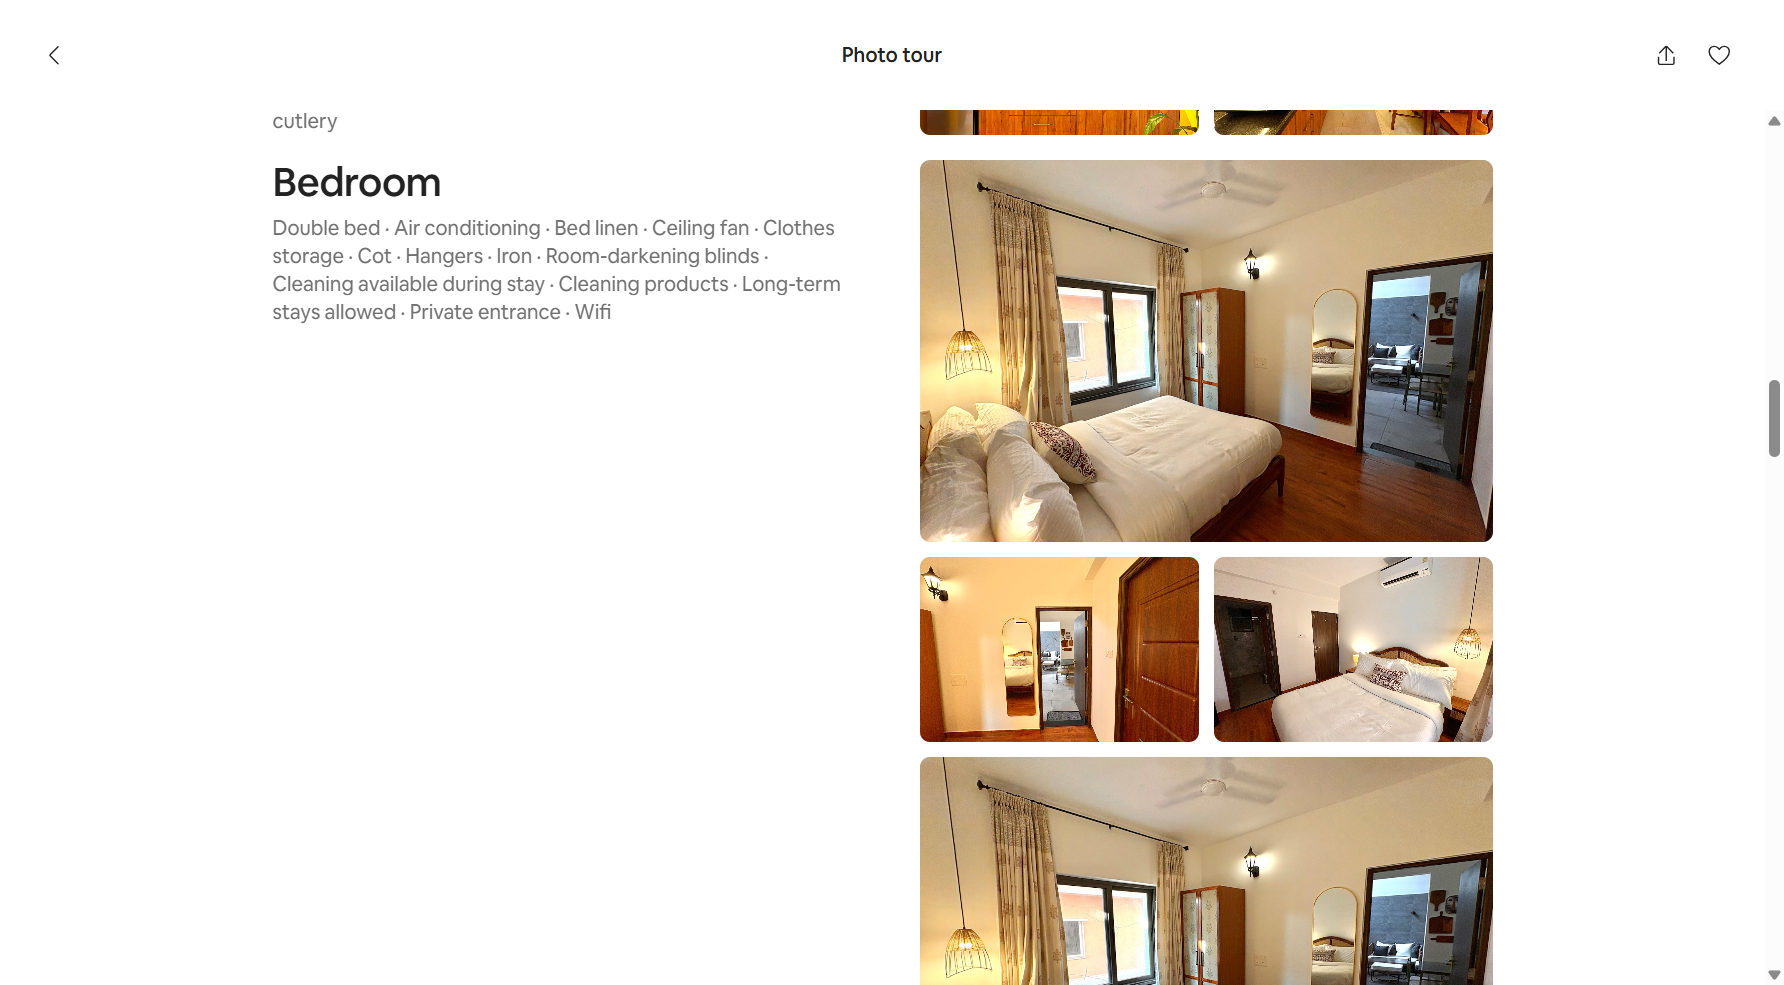 Photo tour
cutlery
Bedroom
Double bed · Air conditioning · Bed linen · Ceiling fan · Clothes
storage · Cot · Hangers · Iron · Room-darkening blinds ·
Cleaning available during stay · Cleaning products · Long-term
stays allowed · Private entrance · Wifi